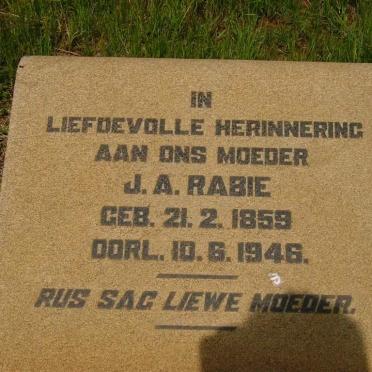 IN
LIEFDEVOLLE HERINNERING
AAN ONS MOEDER
J. A. RABIE
GEB. 21. 2. 1859
OORL. 10. 6. 1946.
RUS SAG LIEWE MOEDER.